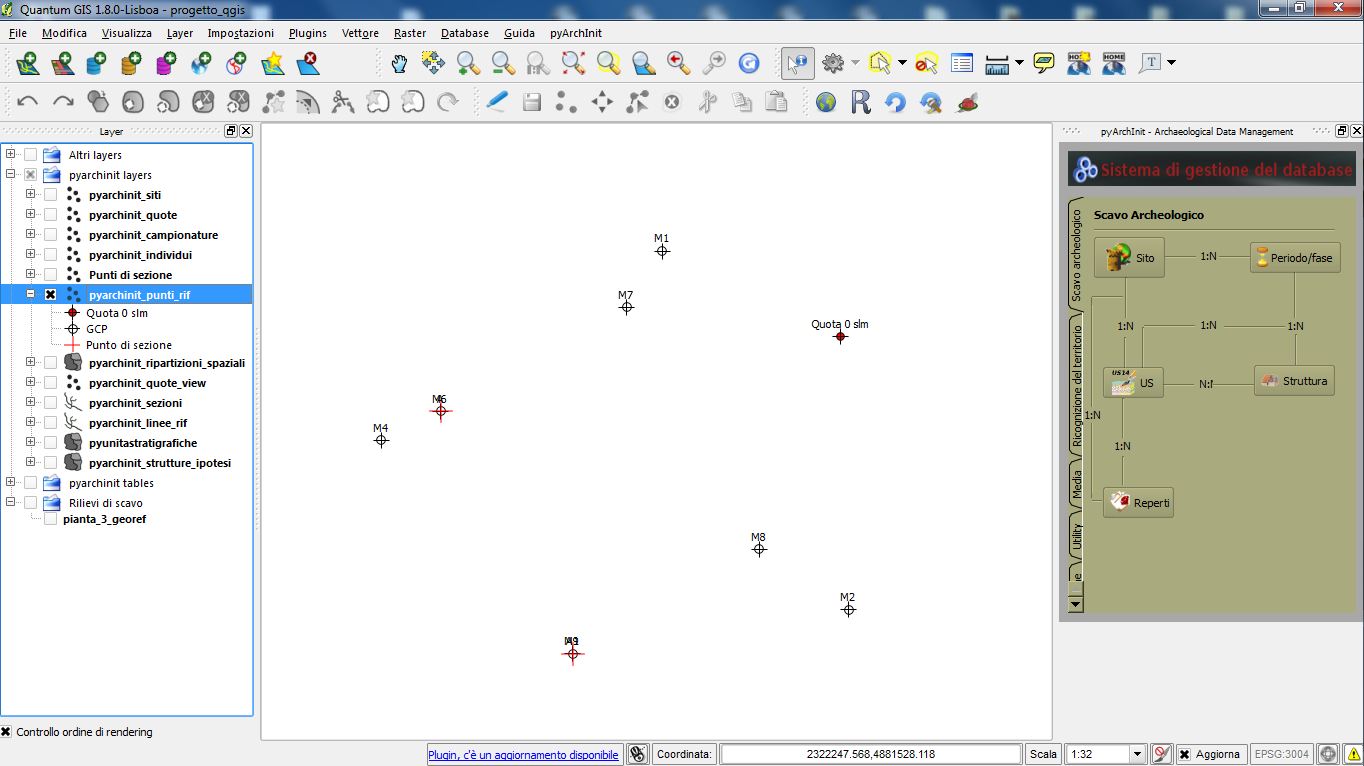 Quantum GIS 1.8.0-Lisboa - progetto_qgis
File Modifica Visualizza Layer Impostazioni Plugins Vettore Raster Database Guida pyArchInit
Layer
Altri layers
pyarchinit layers
pyarchinit_siti
pyarchinit_quote
pyarchinit_campionature
pyarchinit_individui
Punti di sezione
pyarchinit_punti_rif
Quota 0 slm
GCP
Punto di sezione
pyarchinit_ripartizioni_spaziali
pyarchinit_quote_view
pyarchinit_sezioni
pyarchinit_linee_rif
pyunitastratigrafiche
pyarchinit_strutture_ipotesi
pyarchinit tables
Rilievi di scavo
pianta_3_georef
Controllo ordine di rendering
M1
M7
Quota 0 slm
M4
M8
M2
pyArchInit - Archaeological Data Management
Sistema di gestione del database
Scavo archeologico
Ricognizione del territorio
Media
Utility
Scavo Archeologico
Sito
1:N
Periodo/fase
1:N
1:N
1:N
US
Struttura
1:N
1:N
Reperti
Plugin, c'è un aggiornamento disponibile
Coordinata:
2322247.568,4881528.118
Scala
1:32
Aggiorna
EPSG:3004